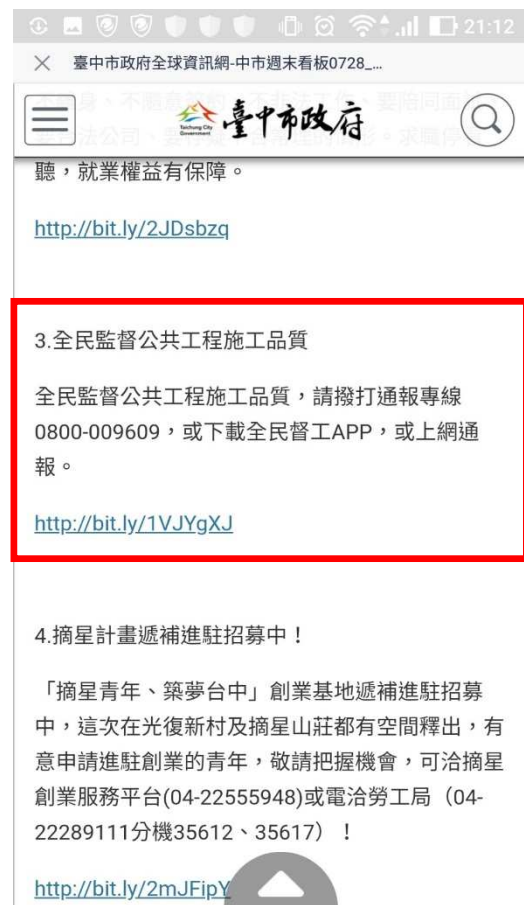 21:12
臺中市政府全球資訊網-中市週末看板0728_...
臺中市政府
Taichung City
Government
聽，就業權益有保障。
http://bit.ly/2JDsbzq
3.全民監督公共工程施工品質
全民監督公共工程施工品質，請撥打通報專線
0800-009609，或下載全民督工APP，或上網通
報。
http://bit.ly/1VJYgXJ
4.摘星計畫遞補進駐招募中！
「摘星青年、築夢台中」創業基地遞補進駐招募
中，這次在光復新村及摘星山莊都有空間釋出，有
意申請進駐創業的青年，敬請把握機會，可洽摘星
創業服務平台(04-22555948)或電洽勞工局（04-
22289111分機35612、35617）！
http://bit.ly/2mJFipY